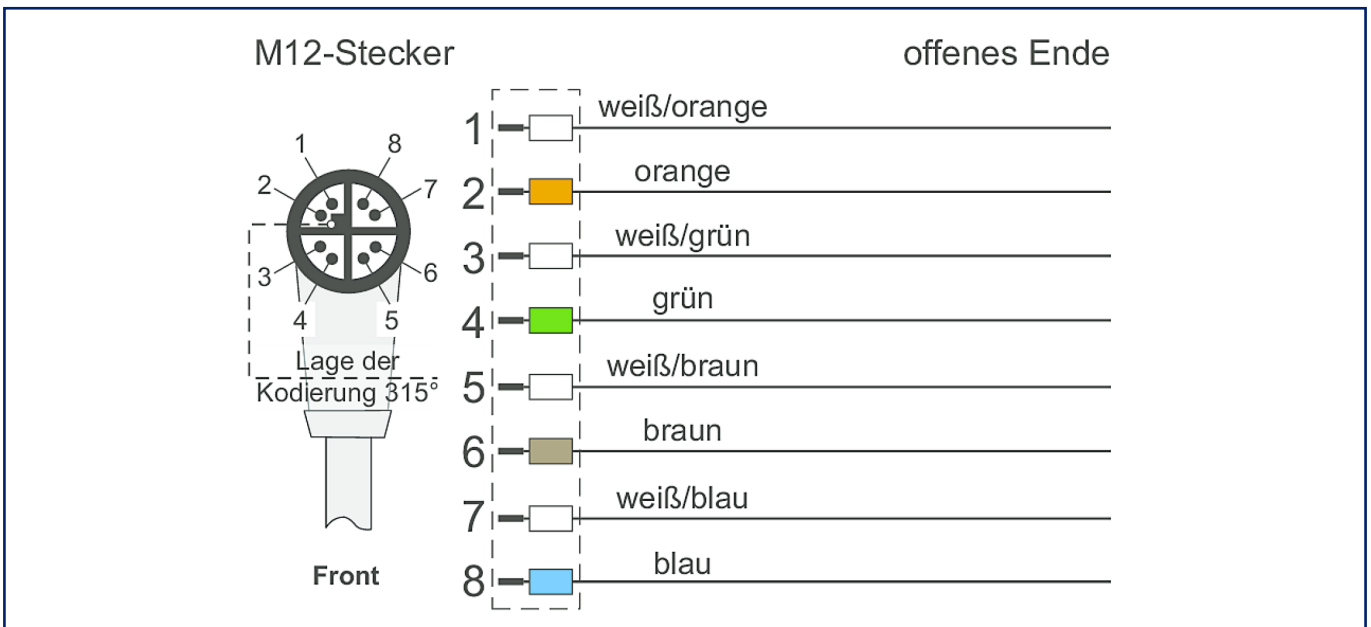 M12-Stecker
offenes Ende
1 8
2 7
3 6
4 5
Lage der
Kodierung 315°
Front
1 weiß/orange
2 orange
3 weiß/grün
4 grün
5 weiß/braun
6 braun
7 weiß/blau
8 blau